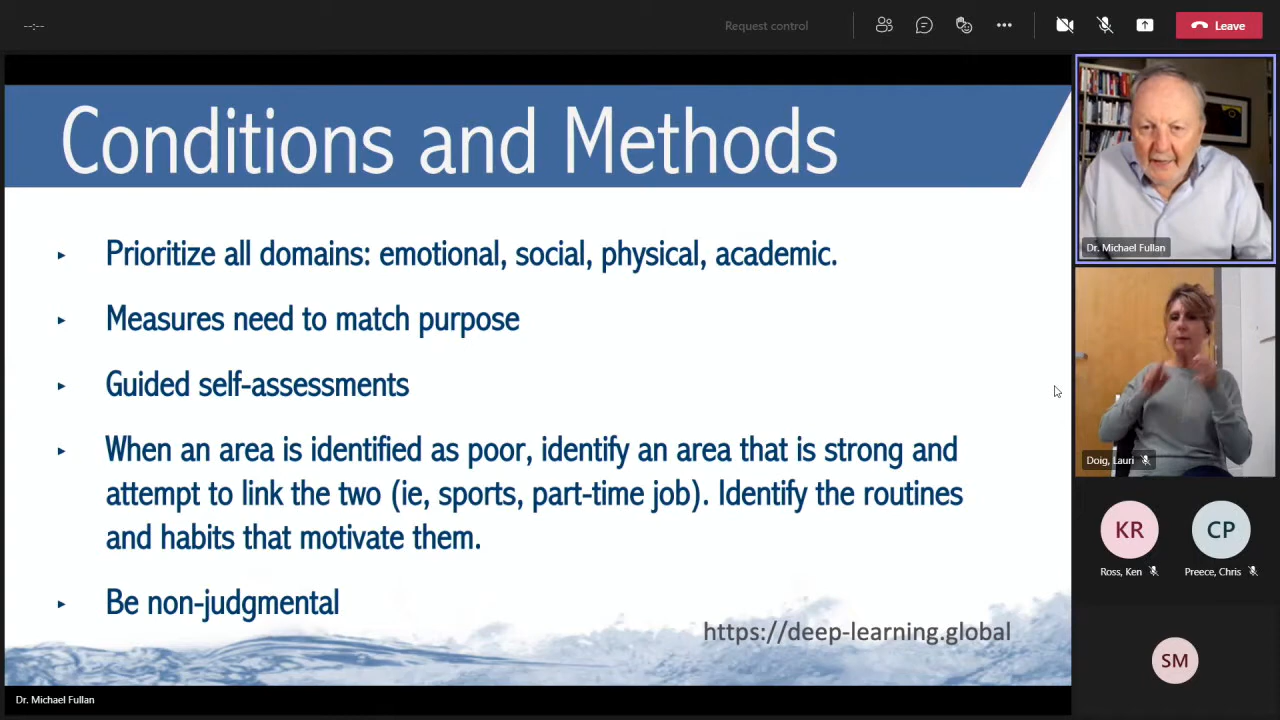 --:--
Request control
Leave
Conditions and Methods
▸ Prioritize all domains: emotional, social, physical, academic.
▸ Measures need to match purpose
▸ Guided self-assessments
▸ When an area is identified as poor, identify an area that is strong and
attempt to link the two (ie, sports, part-time job). Identify the routines
and habits that motivate them.
▸ Be non-judgmental
https://deep-learning.global
Dr. Michael Fullan
Dr. Michael Fullan
Doig, Lauri
KR
CP
Ross, Ken
Preece, Chris
SM